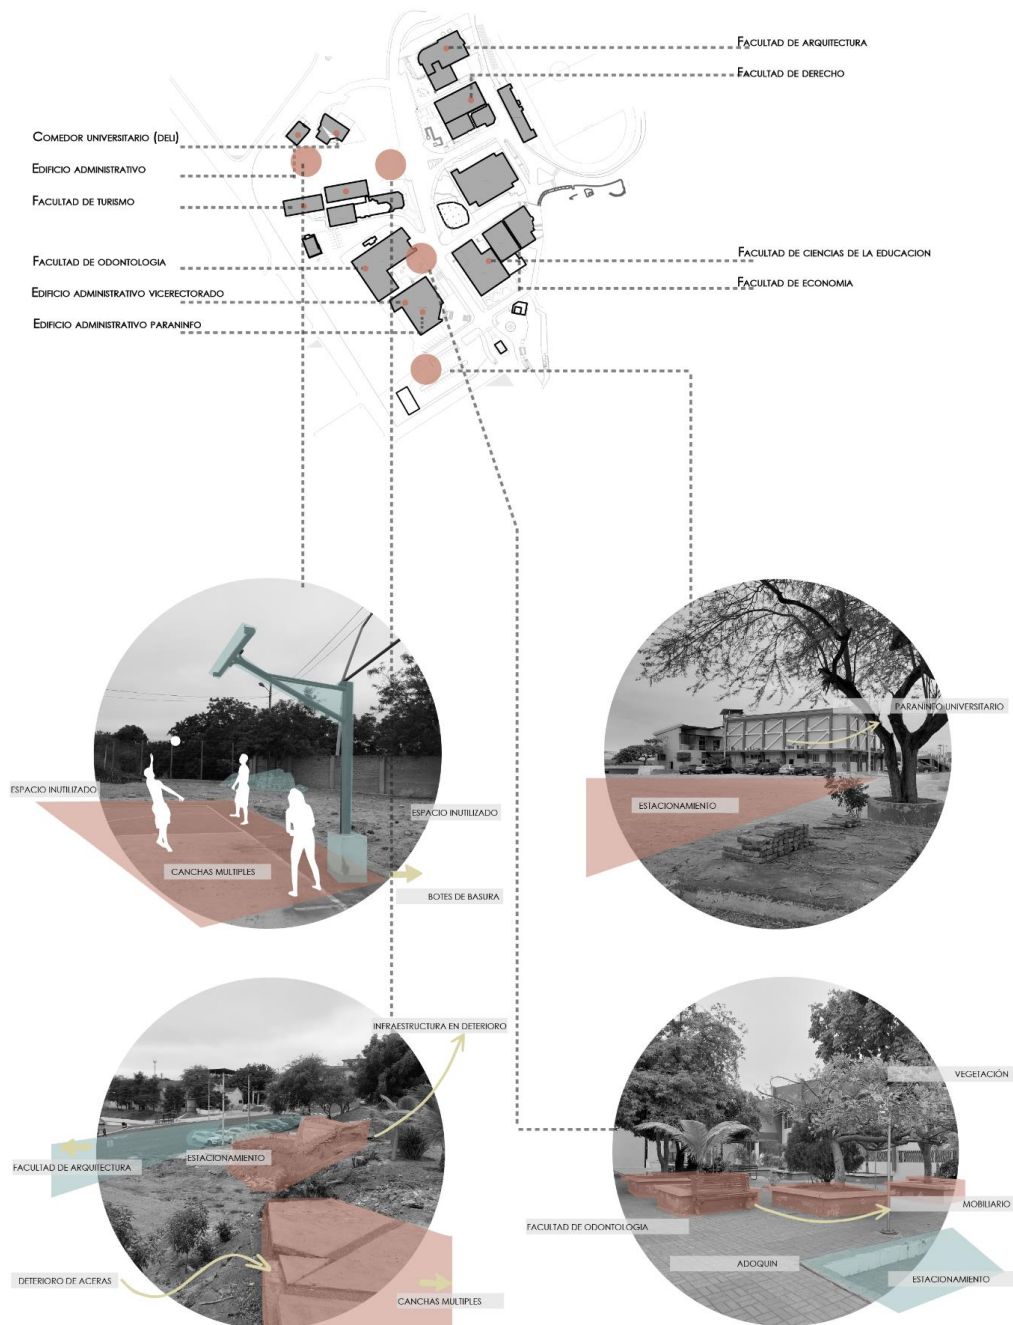 FACULTAD DE ARQUITECTURA
FACULTAD DE DERECHO
COMEDOR UNIVERSITARIO (DELI)
EDIFICIO ADMINISTRATIVO
FACULTAD DE TURISMO
FACULTAD DE ODONTOLOGIA
EDIFICIO ADMINISTRATIVO VICERECTORADO
EDIFICIO ADMINISTRATIVO PARANINFO
FACULTAD DE CIENCIAS DE LA EDUCACION
FACULTAD DE ECONOMIA
ESPACIO INUTILIZADO
ESPACIO INUTILIZADO
CANCHAS MULTIPLES
BOTES DE BASURA
PARANINFO UNIVERSITARIO
ESTACIONAMIENTO
INFRAESTRUCTURA EN DETERIORO
ESTACIONAMIENTO
FACULTAD DE ARQUITECTURA
DETERIORO DE ACERAS
CANCHAS MULTIPLES
VEGETACIÓN
MOBILIARIO
FACULTAD DE ODONTOLOGIA
ADOQUIN
ESTACIONAMIENTO